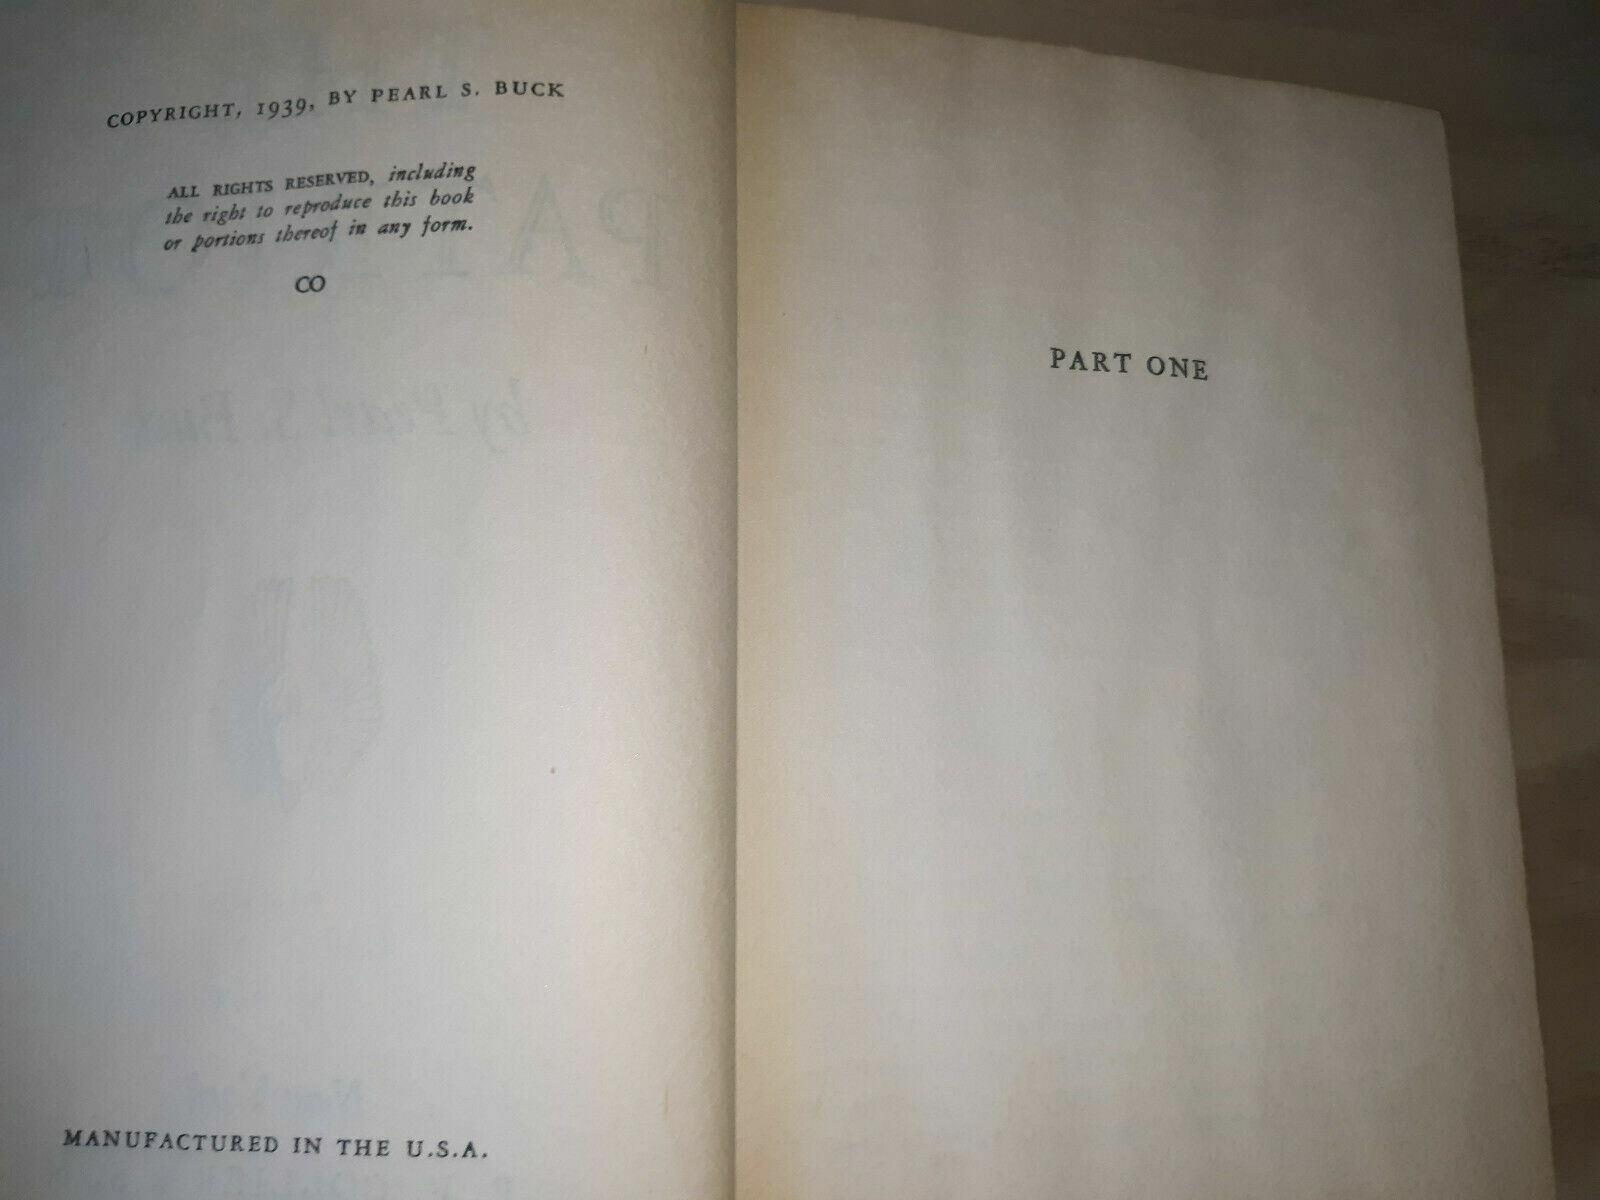 COPYRIGHT, 1939, BY PEARL S. BUCK
ALL RIGHTS RESERVED, including
the right to reproduce this book
or portions thereof in any form.
CO
MANUFACTURED IN THE U.S.A.
PART ONE